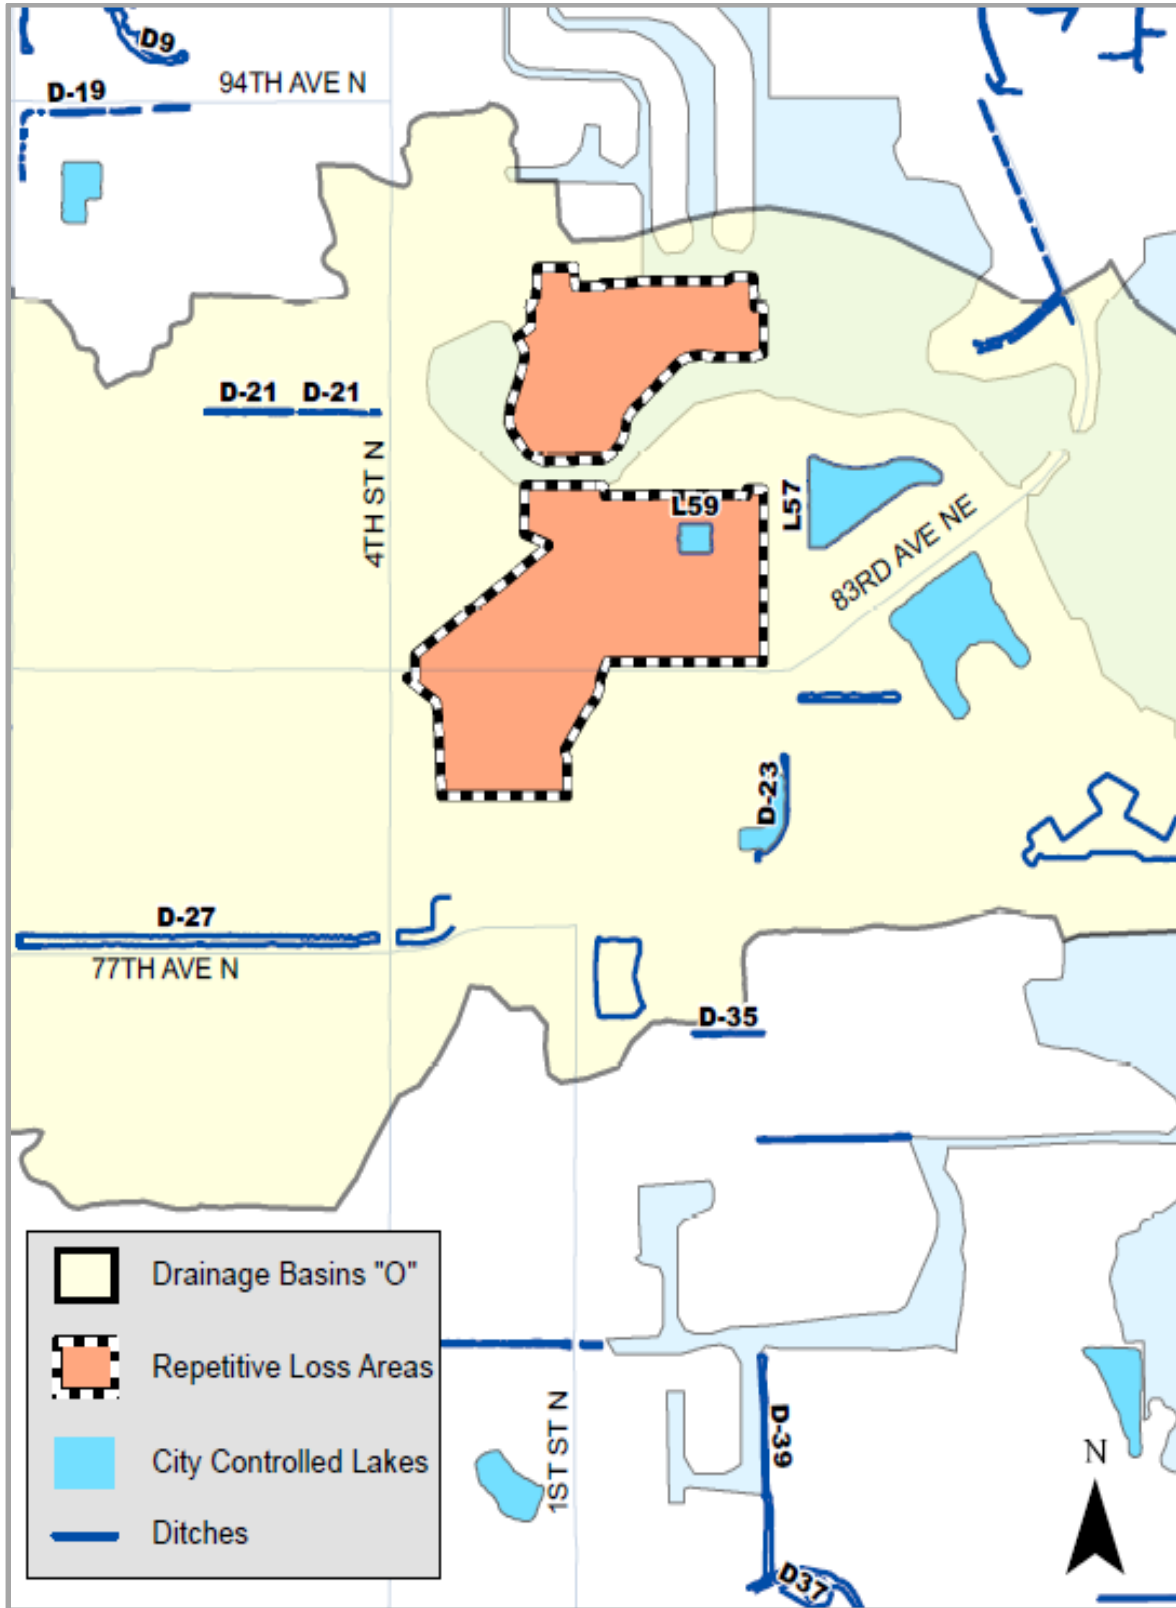 D9
94TH AVE N
D-19
D-21 D-21
4TH ST N
L59
L57
83RD AVE NE
D-23
D-27
77TH AVE N
D-35
Drainage Basins "O"
Repetitive Loss Areas
City Controlled Lakes
Ditches
1ST ST N
D-39
N
D37